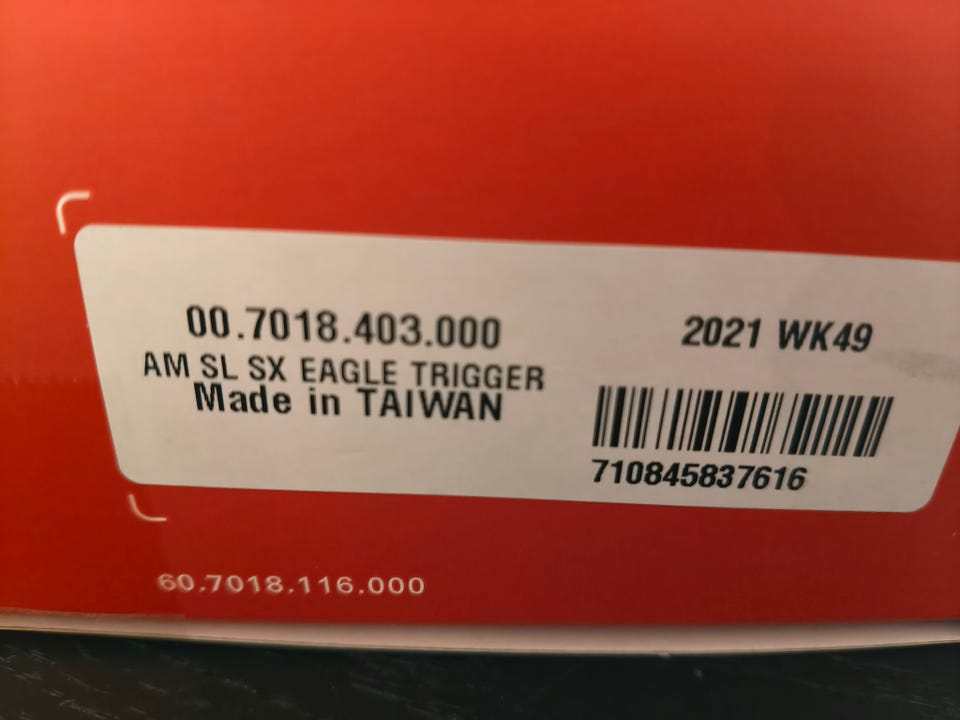 00.7018.403.000
AM SL SX EAGLE TRIGGER
Made in TAIWAN
2021 WK49
710845837616
60.7018.116.000